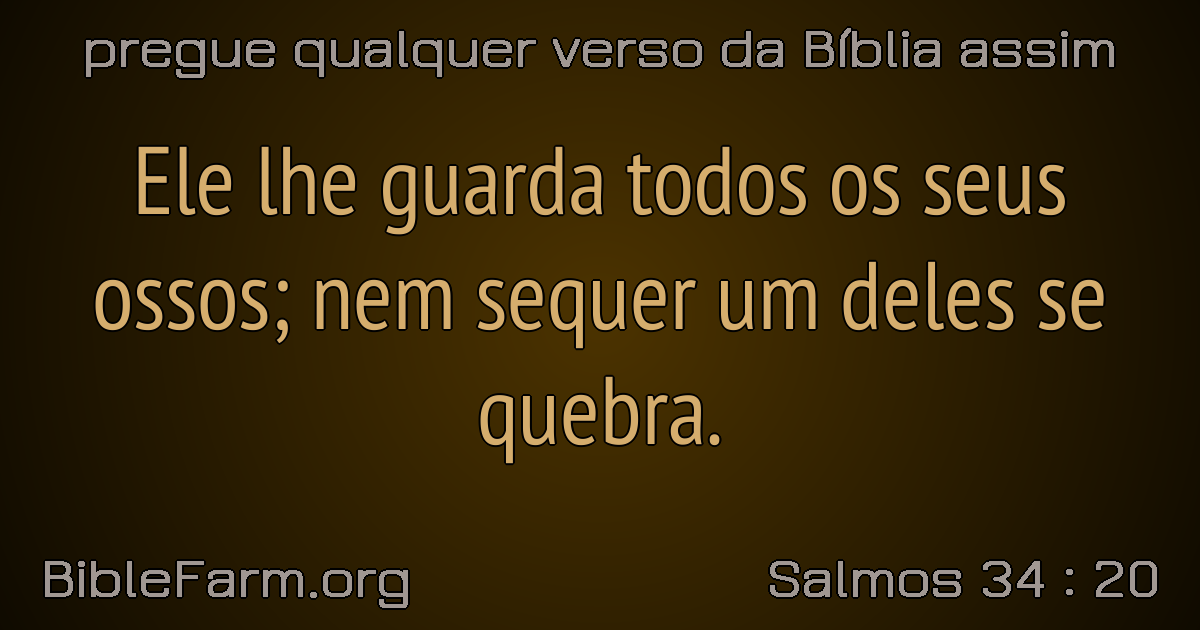 pregue qualquer verso da Bíblia assim
Ele lhe guarda todos os seus
ossos; nem sequer um deles se
quebra.
BibleFarm.org
Salmos 34 : 20